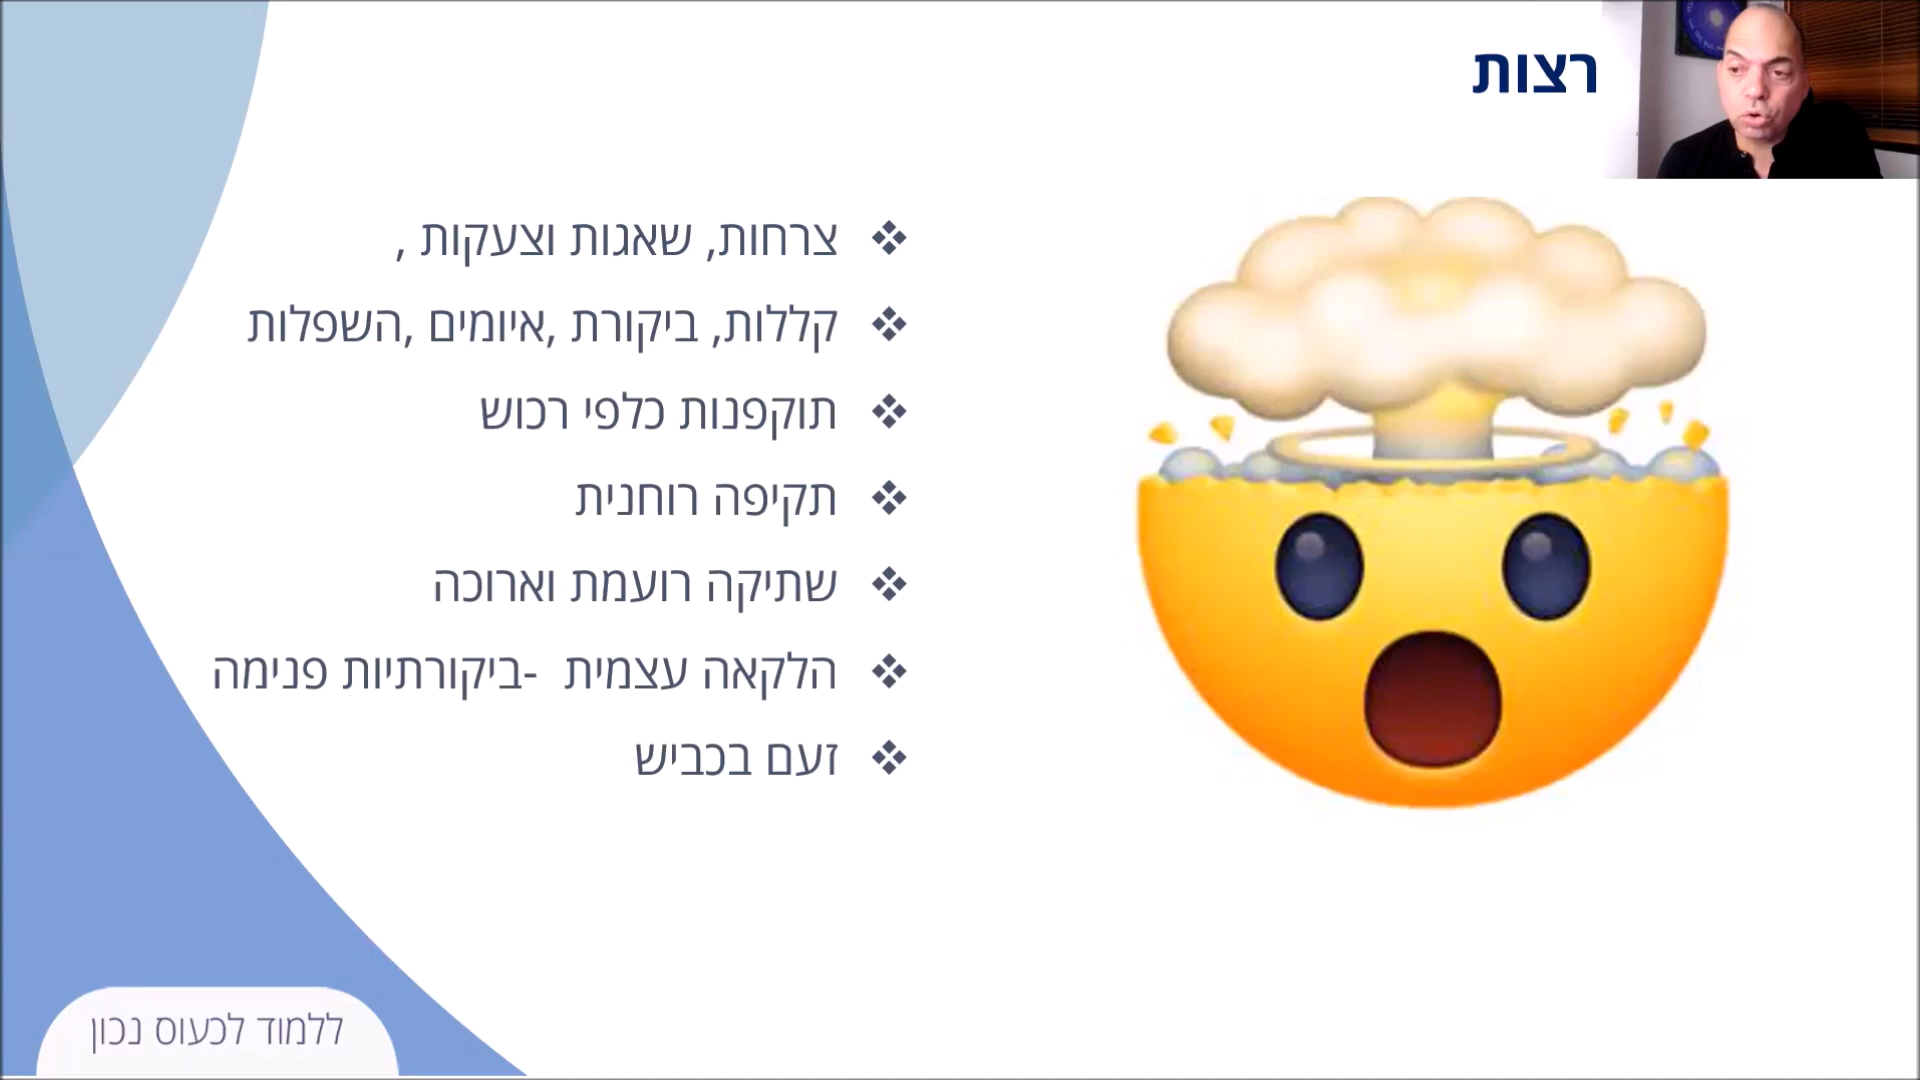 רצות
צרחות, שאגות וצעקות ,
קללות, ביקורת ,איומים ,השפלות
תוקפנות כלפי רכוש
תקיפה רוחנית
שתיקה רועמת וארוכה
הלקאה עצמית -ביקורתיות פנימה
זעם בכביש
ללמוד לכעוס נכון